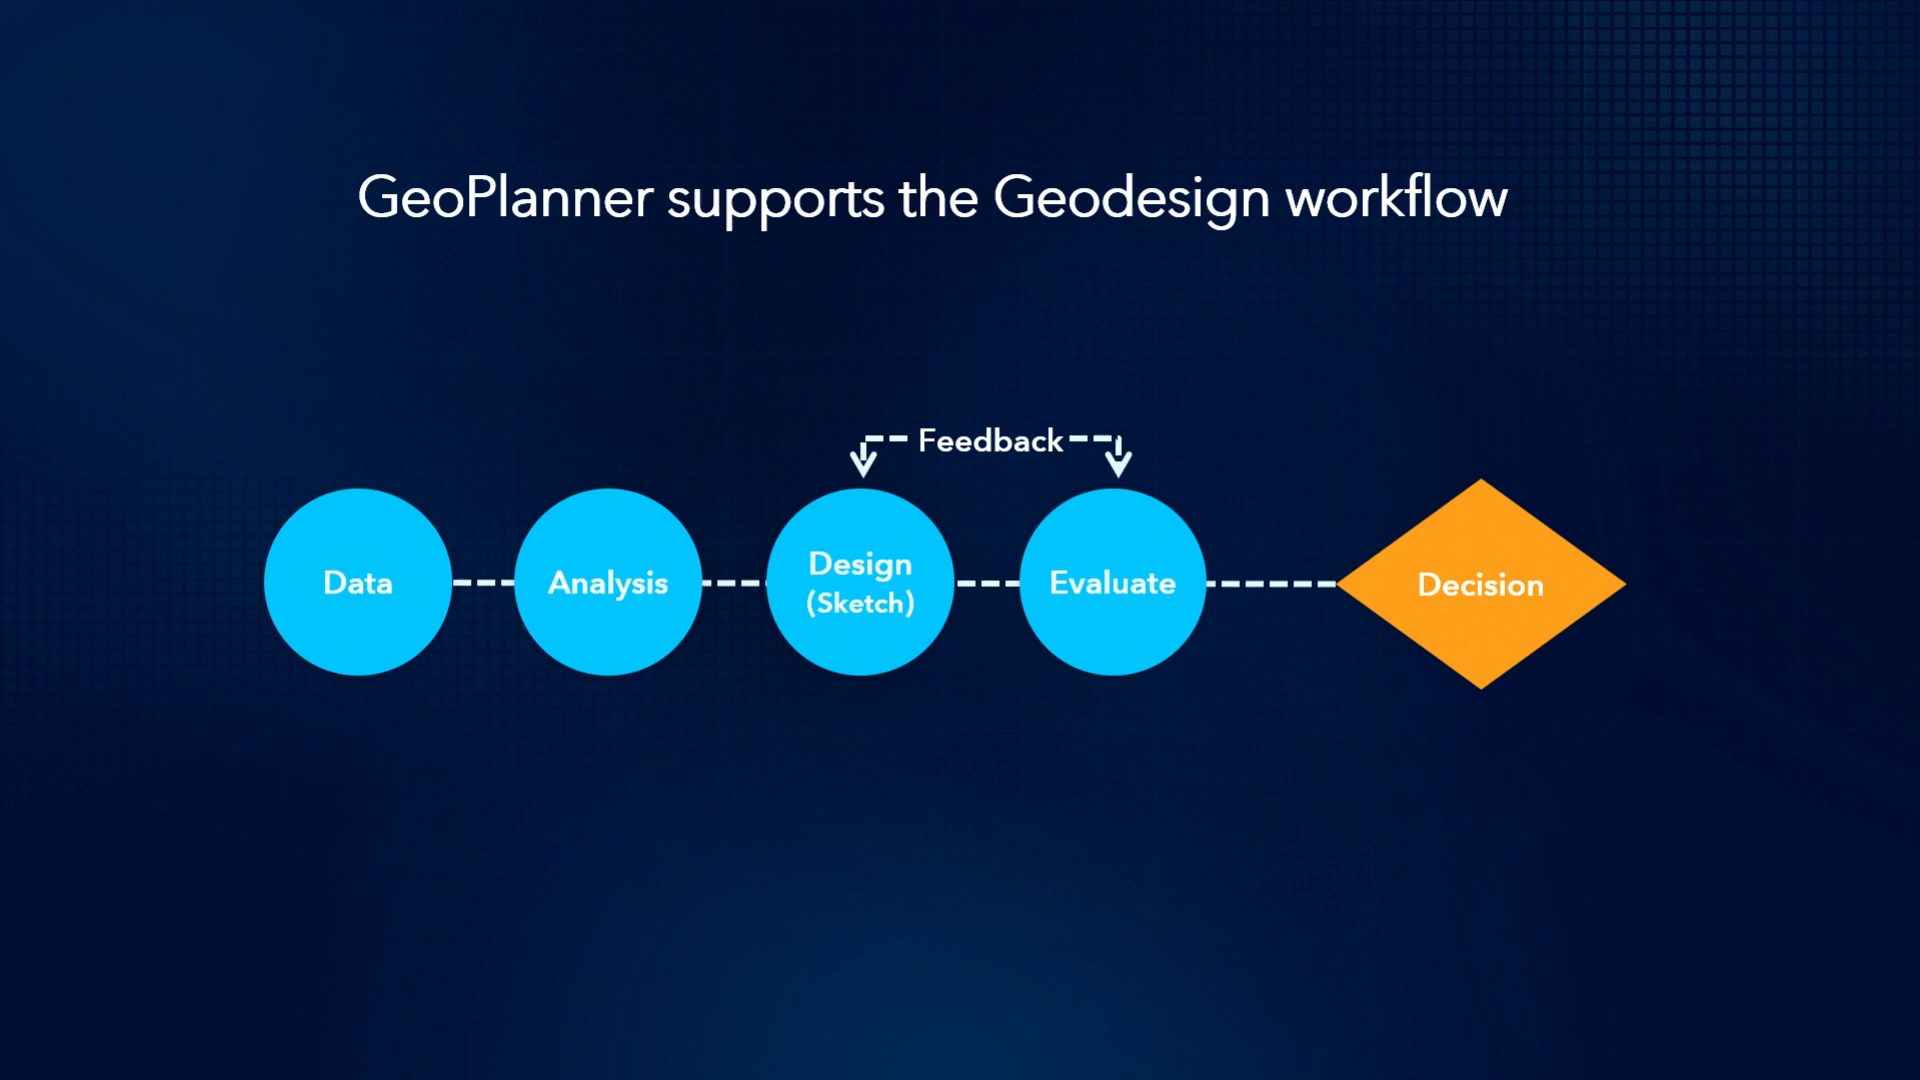 GeoPlanner supports the Geodesign workflow
Feedback
Data
Analysis
Design
(Sketch)
Evaluate
Decision